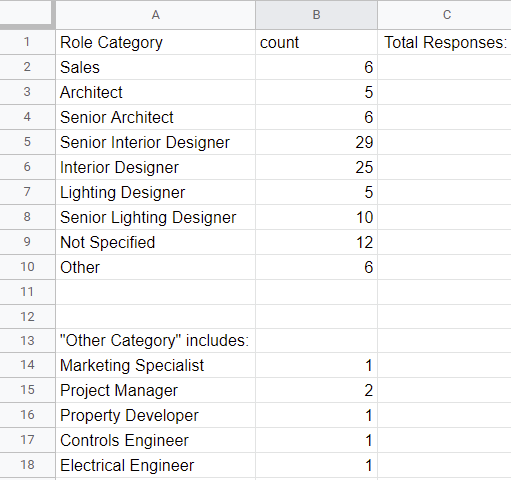 A B C
1 Role Category count Total Responses:
2 Sales 6
3 Architect 5
4 Senior Architect 6
5 Senior Interior Designer 29
6 Interior Designer 25
7 Lighting Designer 5
8 Senior Lighting Designer 10
9 Not Specified 12
10 Other 6
11
12
13 "Other Category" includes:
14 Marketing Specialist 1
15 Project Manager 2
16 Property Developer 1
17 Controls Engineer 1
18 Electrical Engineer 1